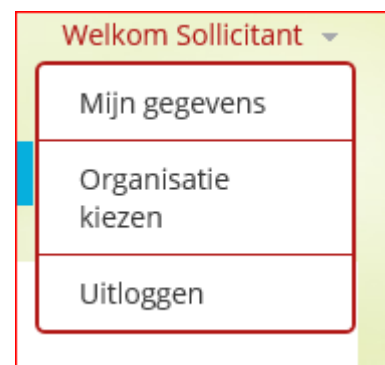 Welkom Sollicitant
Mijn gegevens
Organisatie
kiezen
Uitloggen